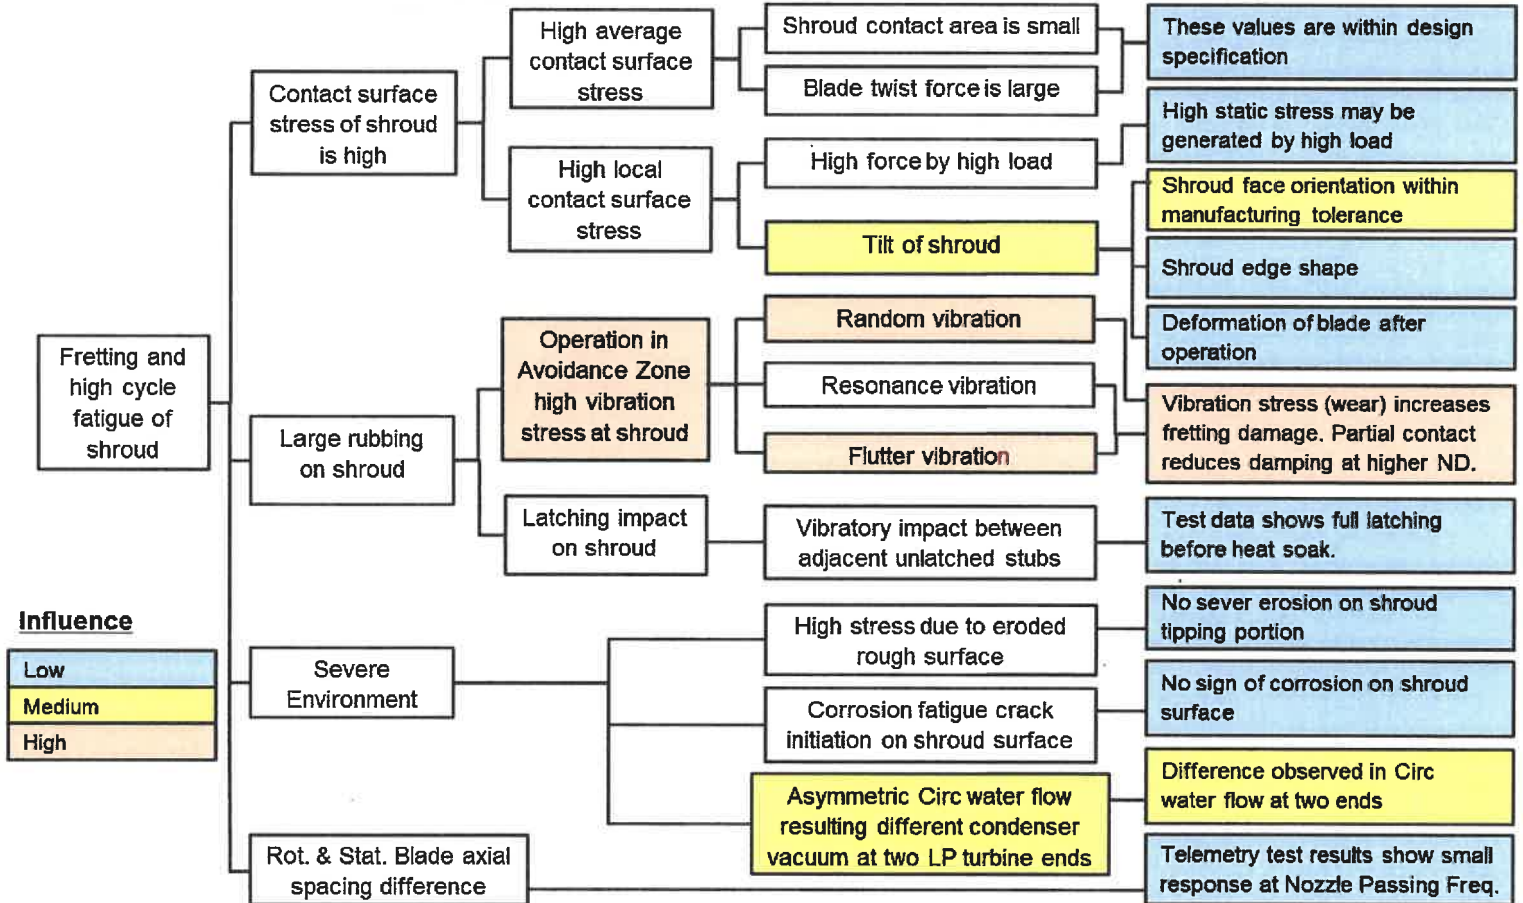 Fretting and
high cycle
fatigue of
shroud
Contact surface
stress of shroud
is high
Large rubbing
on shroud
Severe
Environment
Rot. & Stat. Blade axial
spacing difference
High average
contact surface
stress
High local
contact surface
stress
Operation in
Avoidance Zone
high vibration
stress at shroud
Latching impact
on shroud
Shroud contact area is small
Blade twist force is large
High force by high load
Tilt of shroud
Random vibration
Resonance vibration
Flutter vibration
Vibratory impact between
adjacent unlatched stubs
High stress due to eroded
rough surface
Corrosion fatigue crack
initiation on shroud surface
Asymmetric Circ water flow
resulting different condenser
vacuum at two LP turbine ends
These values are within design
specification
High static stress may be
generated by high load
Shroud face orientation within
manufacturing tolerance
Shroud edge shape
Deformation of blade after
operation
Vibration stress (wear) increases
fretting damage. Partial contact
reduces damping at higher ND.
Test data shows full latching
before heat soak.
No sever erosion on shroud
tipping portion
No sign of corrosion on shroud
surface
Difference observed in Circ
water flow at two ends
Telemetry test results show small
response at Nozzle Passing Freq.
Influence
Low
Medium
High